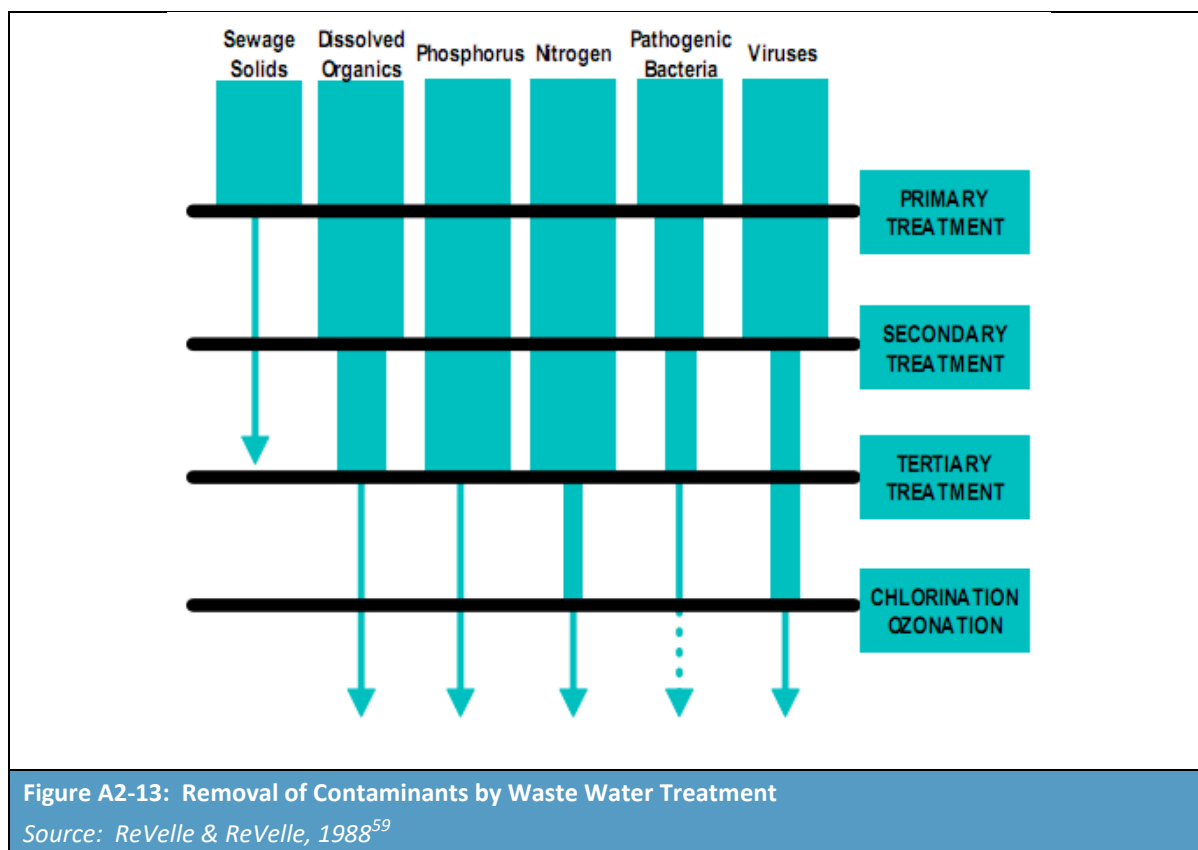 Sewage
Solids
Dissolved
Organics
Phosphorus
Nitrogen
Pathogenic
Bacteria
Viruses
PRIMARY
TREATMENT
SECONDARY
TREATMENT
TERTIARY
TREATMENT
CHLORINATION
OZONATION
Figure A2-13: Removal of Contaminants by Waste Water Treatment
Source: ReVelle & ReVelle, 1988⁵⁹